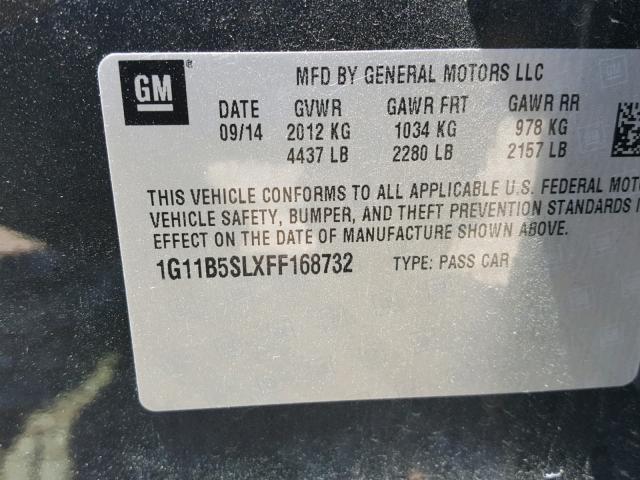 GM ®
MFD BY GENERAL MOTORS LLC
DATE GVWR GAWR FRT GAWR RR
09/14 2012 KG 1034 KG 978 KG
4437 LB 2280 LB 2157 LB
THIS VEHICLE CONFORMS TO ALL APPLICABLE U.S. FEDERAL MOT
VEHICLE SAFETY, BUMPER, AND THEFT PREVENTION STANDARDS I
EFFECT ON THE DATE OF MANUFACTURE SHOWN ABOVE.
1G11B5SLXFF168732 TYPE: PASS CAR